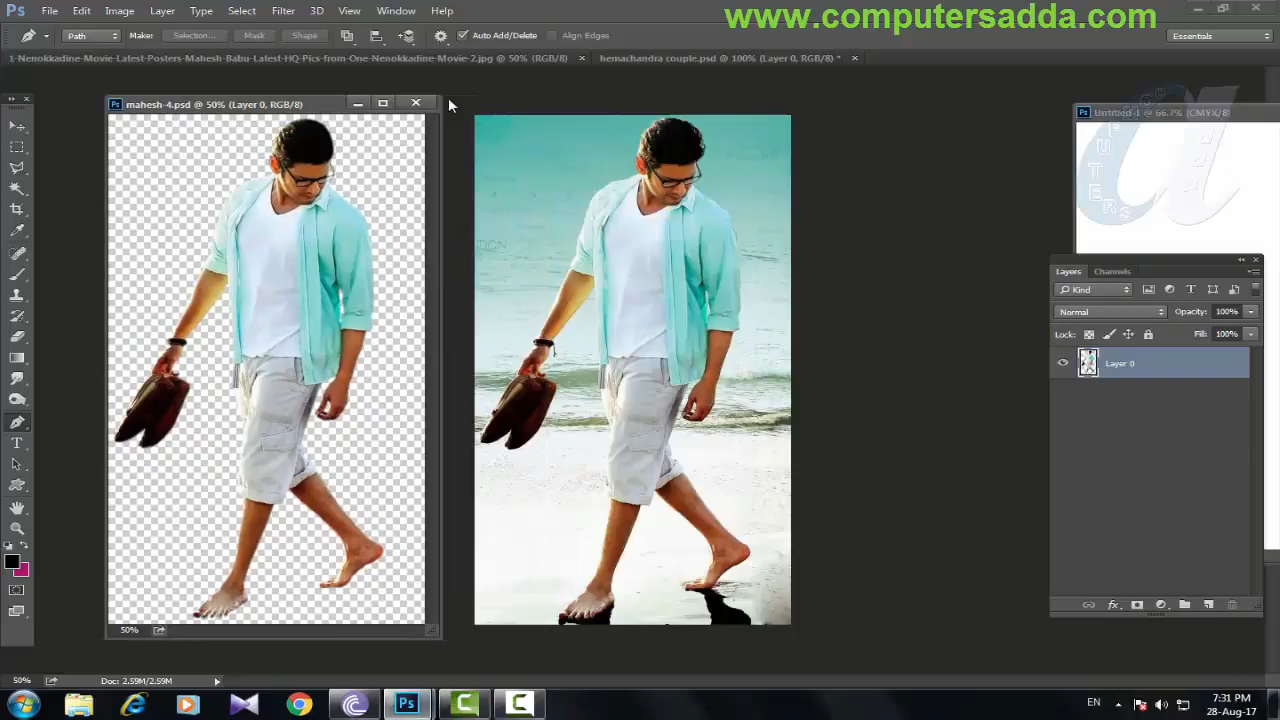 www.computersadda.com
Ps File Edit Image Layer Type Select Filter 3D View Window Help
Path Make: Selection... Mask Shape Auto Add/Delete Align Edges Essentials
1-Nenokkadine-Movie-Latest-Posters-Mahesh-Babu-Latest-HQ-Pics-from-One-Nenokkadine-Movie-2.jpg @ 50% (RGB/8) × hemachandra couple.psd @ 100% (Layer 0, RGB/8) * ×
Ps mahesh-4.psd @ 50% (Layer 0, RGB/8)
Ps Untitled-1 @ 66.7% (CMYK/8)
UTERS
Layers Channels
Kind
Normal Opacity: 100%
Lock: Fill: 100%
Layer 0
50%
50% Doc: 2.59M/2.59M
Ps EN 7:31 PM
28-Aug-17